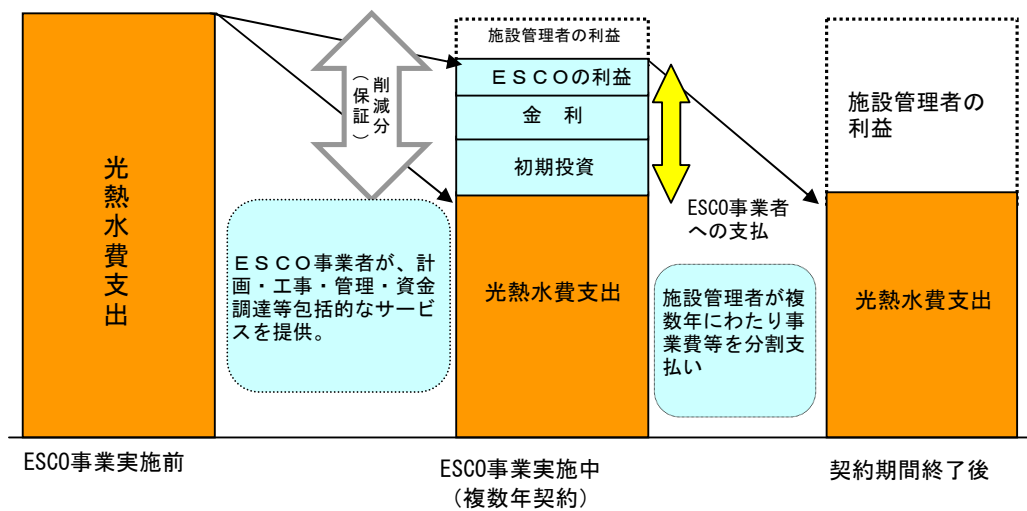 光熱水費支出
削減分
(保証)
ESCO事業者が、計
画・工事・管理・資金
調達等包括的なサービ
スを提供。
施設管理者の利益
ESCOの利益
金 利
初期投資
光熱水費支出
ESCO事業者
への支払
施設管理者が複
数年にわたり事
業費等を分割支
払い
施設管理者の
利益
光熱水費支出
ESCO事業実施前
ESCO事業実施中
(複数年契約)
契約期間終了後